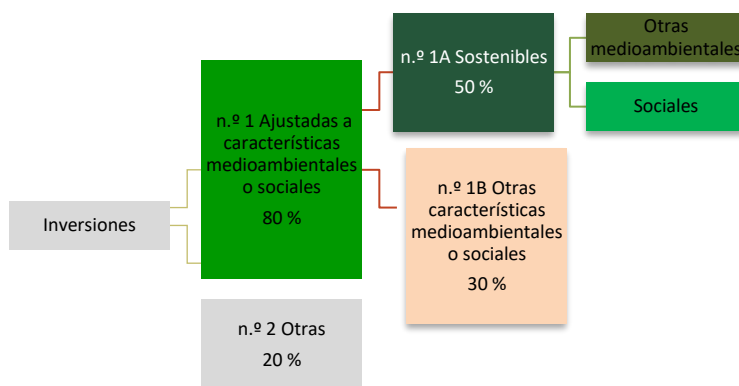 Inversiones
n.º 1 Ajustadas a
características
medioambientales
o sociales
80 %
n.º 2 Otras
20 %
n.º 1A Sostenibles
50 %
n.º 1B Otras
características
medioambientales
o sociales
30 %
Otras
medioambientales
Sociales